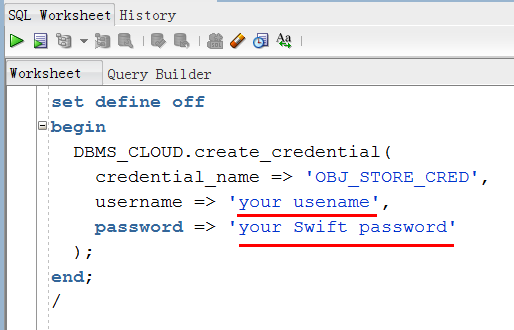 SQL Worksheet History
Worksheet Query Builder
set define off
begin
DBMS_CLOUD.create_credential(
credential_name => 'OBJ_STORE_CRED',
username => 'your usename',
password => 'your Swift password'
);
end;
/